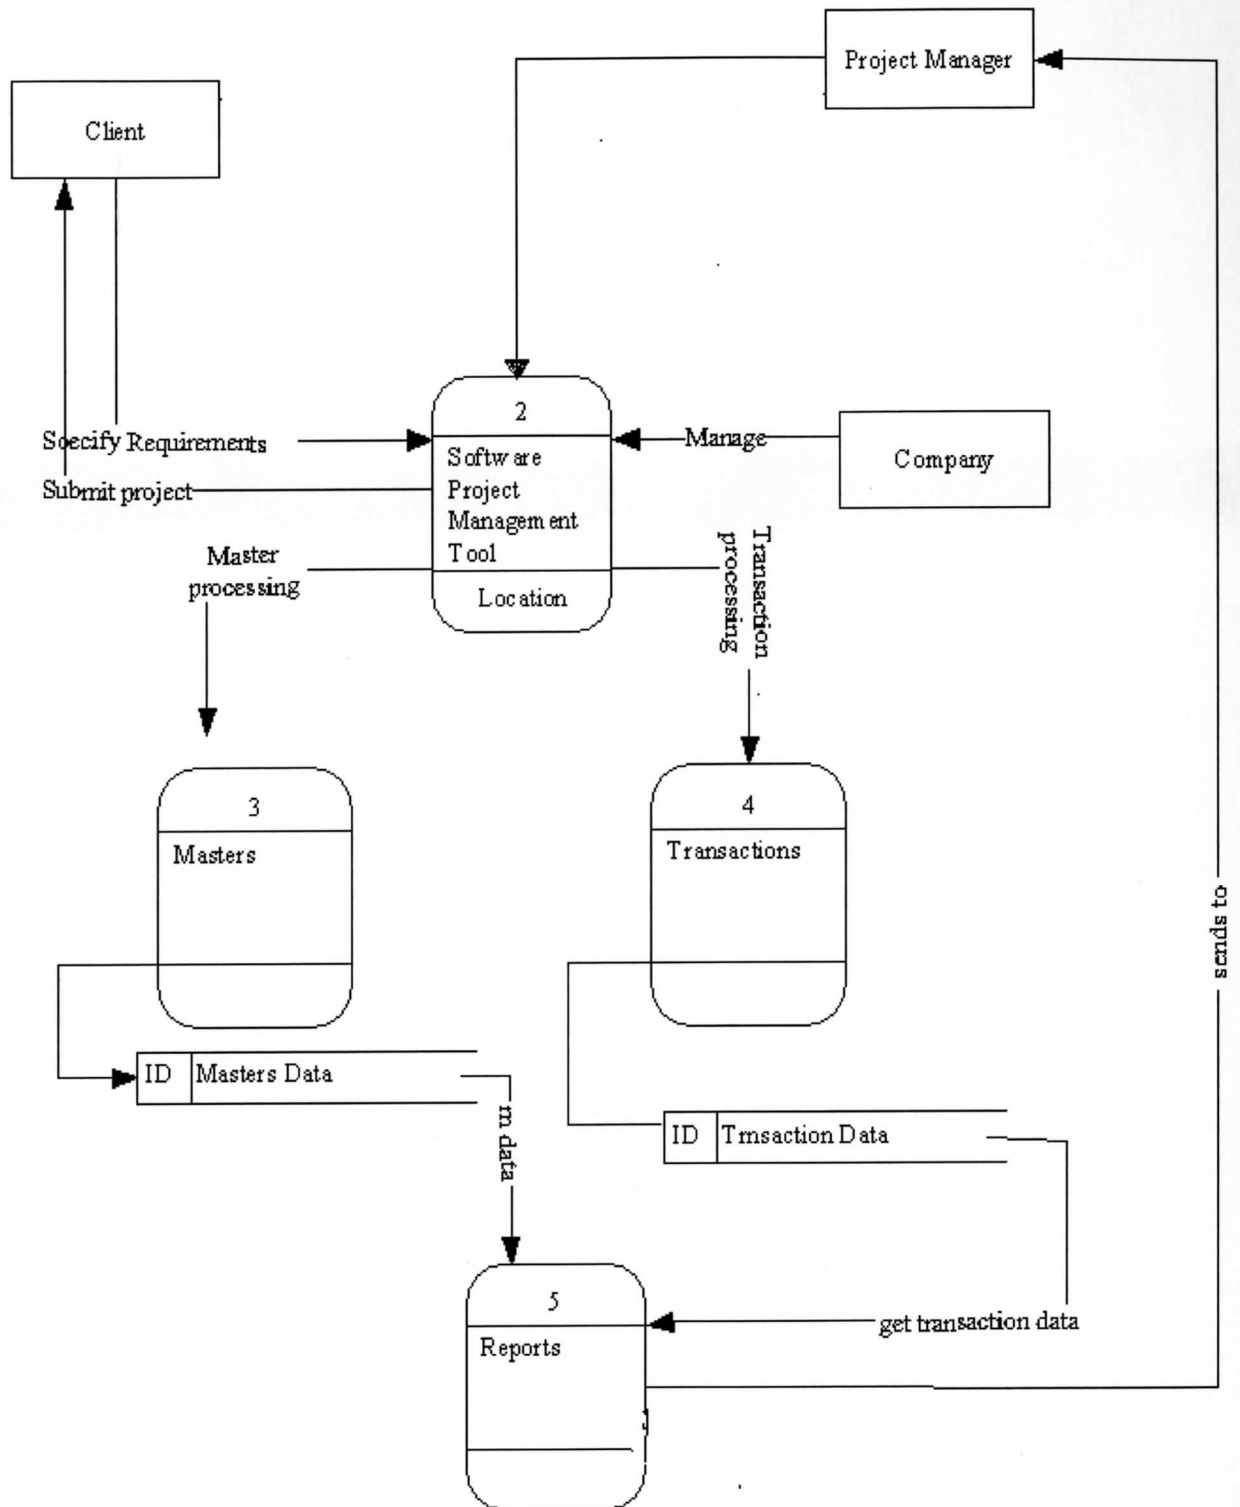 Project Manager
Client
2
Specify Requirements
Manage
Software
Project
Management
Tool
Company
Submit project
Master
processing
Location
Transaction
processing
3
Masters
4
Transactions
sends to
ID Masters Data
m data
ID Trnsaction Data
5
get transaction data
Reports